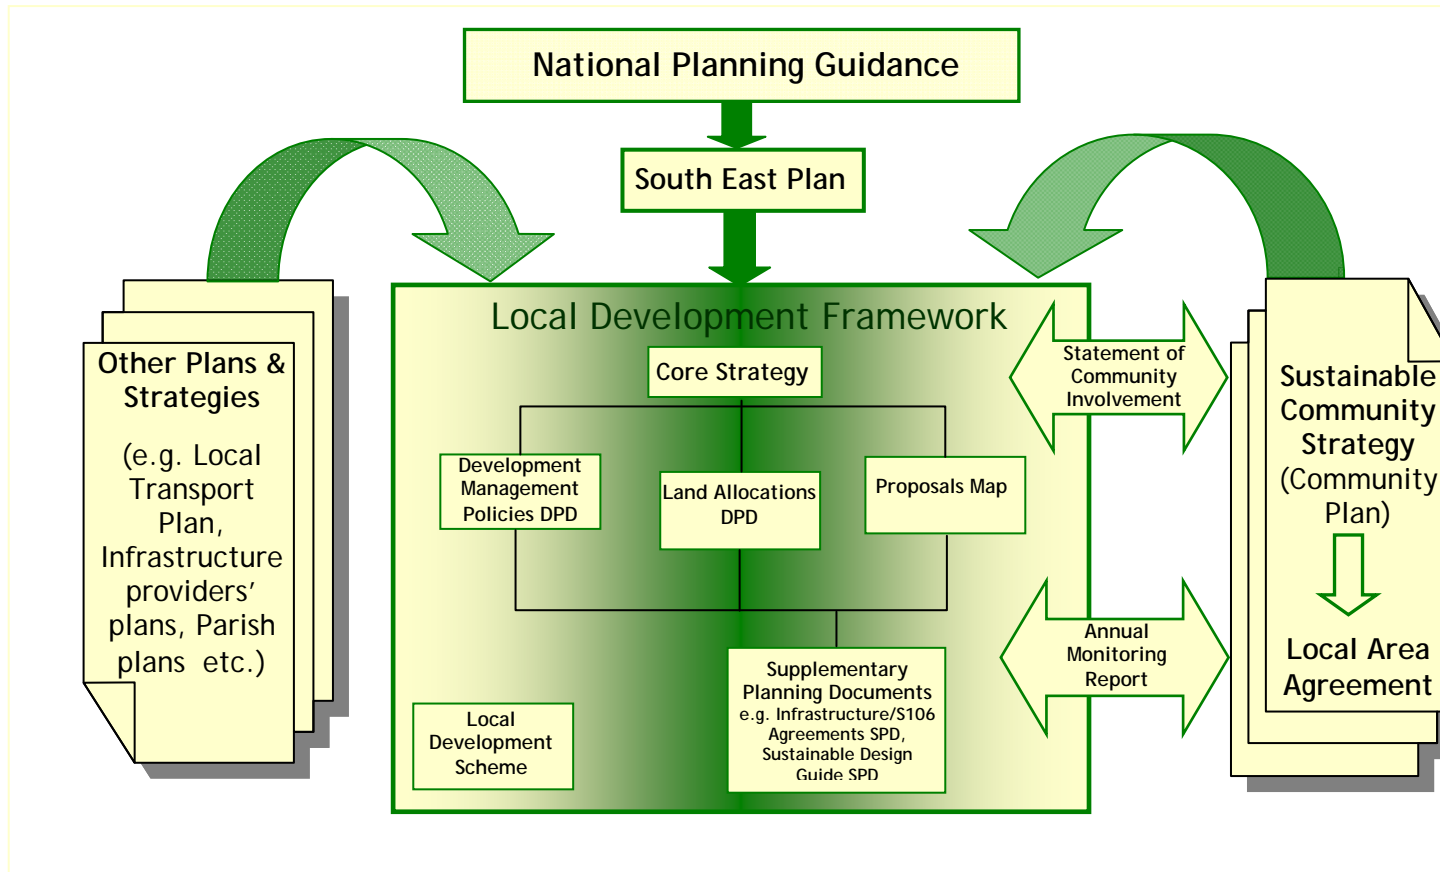 National Planning Guidance
South East Plan
Local Development Framework
Core Strategy
Development
Management
Policies DPD
Land Allocations
DPD
Proposals Map
Supplementary
Planning Documents
e.g. Infrastructure/S106
Agreements SPD,
Sustainable Design
Guide SPD
Local
Development
Scheme
Other Plans &
Strategies
(e.g. Local
Transport
Plan,
Infrastructure
providers'
plans, Parish
plans etc.)
Statement of
Community
Involvement
Annual
Monitoring
Report
Sustainable
Community
Strategy
(Community
Plan)
Local Area
Agreement